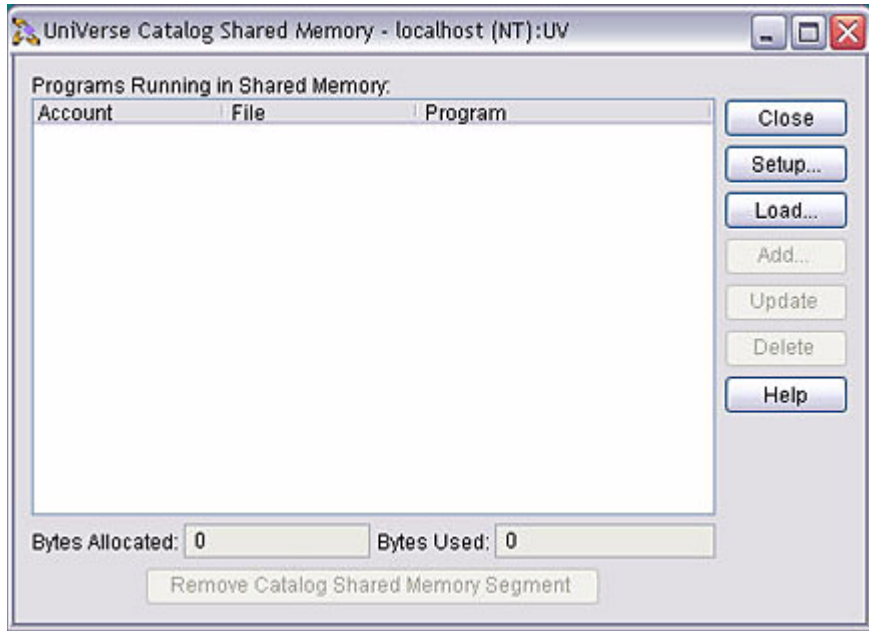 UniVerse Catalog Shared Memory - localhost (NT):UV
Programs Running in Shared Memory:
Account File Program
Close
Setup...
Load...
Add...
Update
Delete
Help
Bytes Allocated: 0 Bytes Used: 0
Remove Catalog Shared Memory Segment